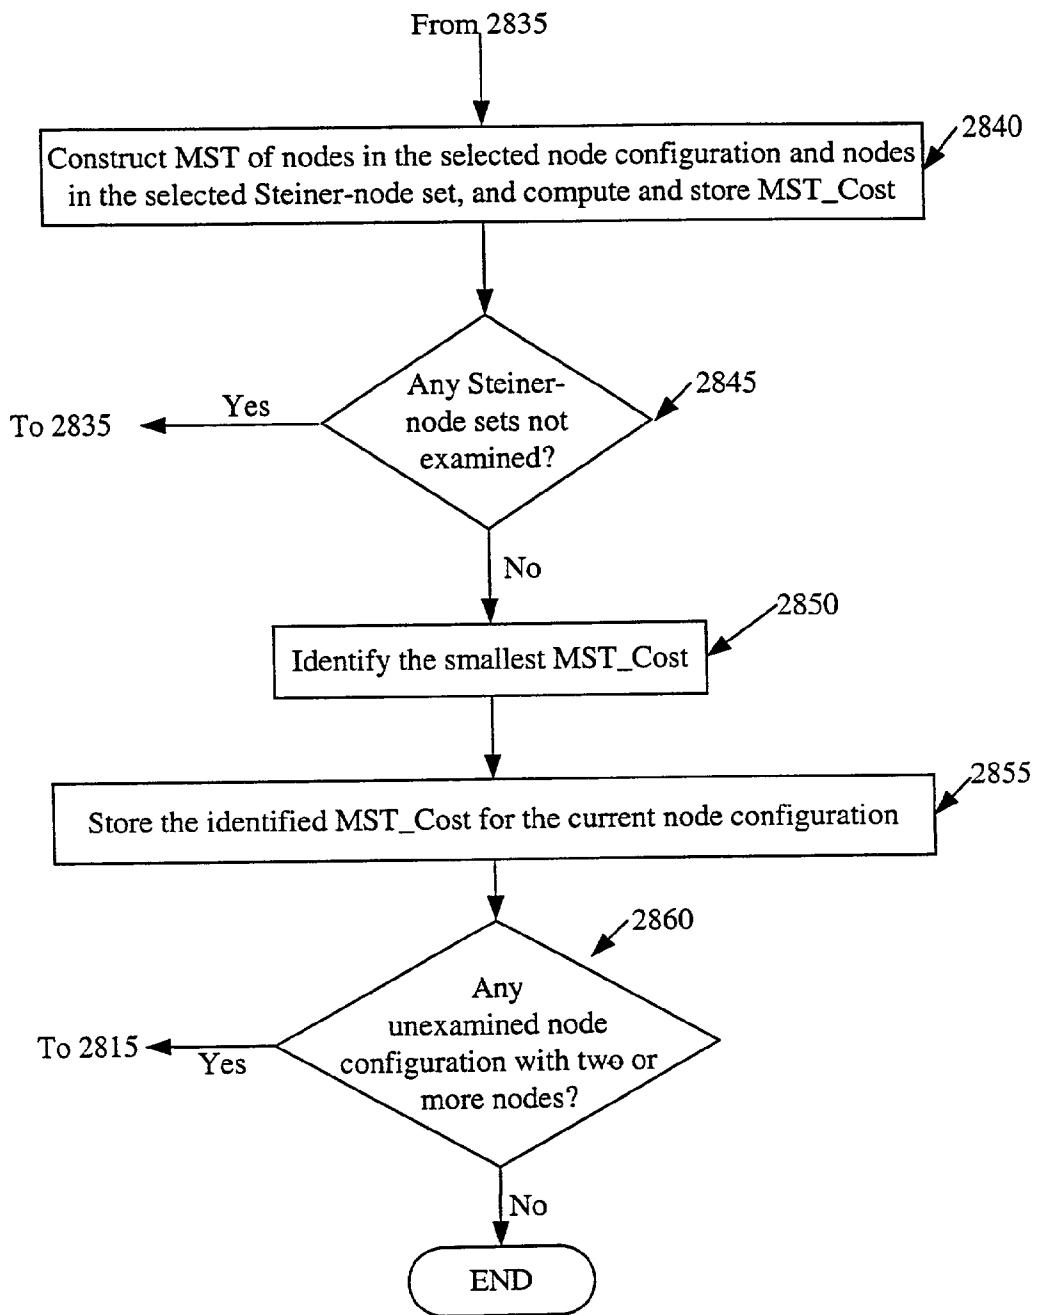 From 2835
2840
Construct MST of nodes in the selected node configuration and nodes
in the selected Steiner-node set, and compute and store MST_Cost
Any Steiner-
node sets not
examined?
2845
Yes
To 2835
No
2850
Identify the smallest MST_Cost
2855
Store the identified MST_Cost for the current node configuration
2860
Any
unexamined node
configuration with two or
more nodes?
To 2815
Yes
No
END